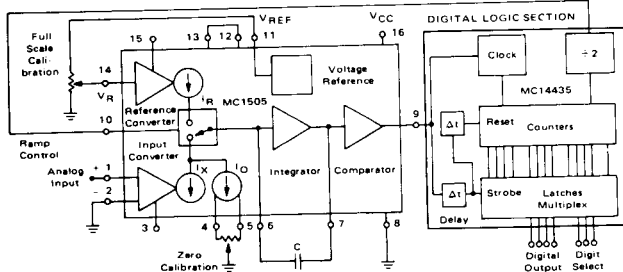 Full
Scale
Cali-
bration
VREF
13 12 11
15
14
VR
10
VCC
16
DIGITAL LOGIC SECTION
Clock
÷ 2
Voltage
Reference
IR
Reference
Converter
MC1505
MC14435
Δt
Reset
Counters
9
Ramp
Control
Input
Converter
Integrator
Comparator
Analog
Input
+ 1
- 2
IX
IO
Δt
Strobe
Latches
Multiplex
Delay
3
4 5 6 7 8
C
Zero
Calibration
Digital
Output
Digit
Select